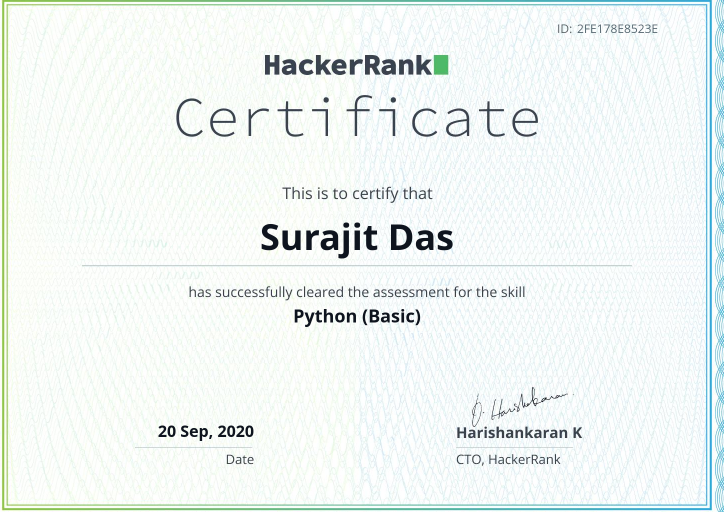 ID: 2FE178E8523E
HackerRank
Certificate
This is to certify that
Surajit Das
has successfully cleared the assessment for the skill
Python (Basic)
20 Sep, 2020
Date
Harishankaran K
CTO, HackerRank